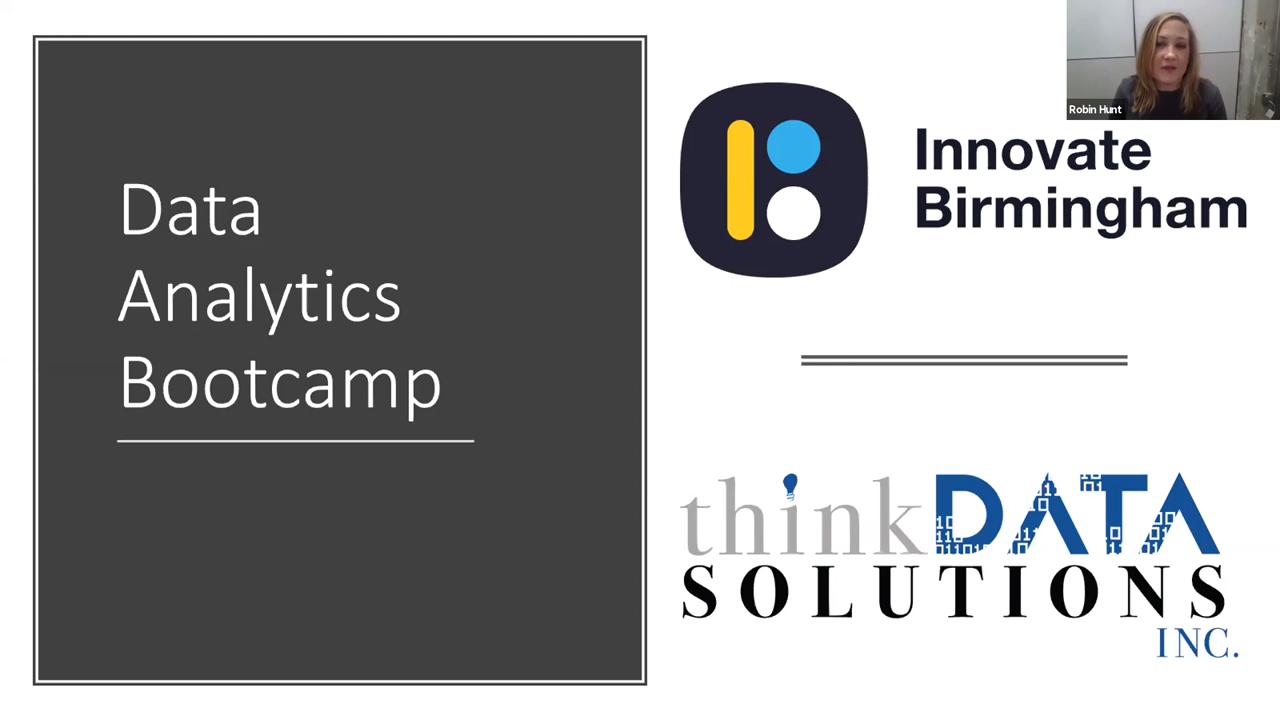 Data
Analytics
Bootcamp
Innovate
Birmingham
Robin Hunt
thinkDATA
SOLUTIONS
INC.